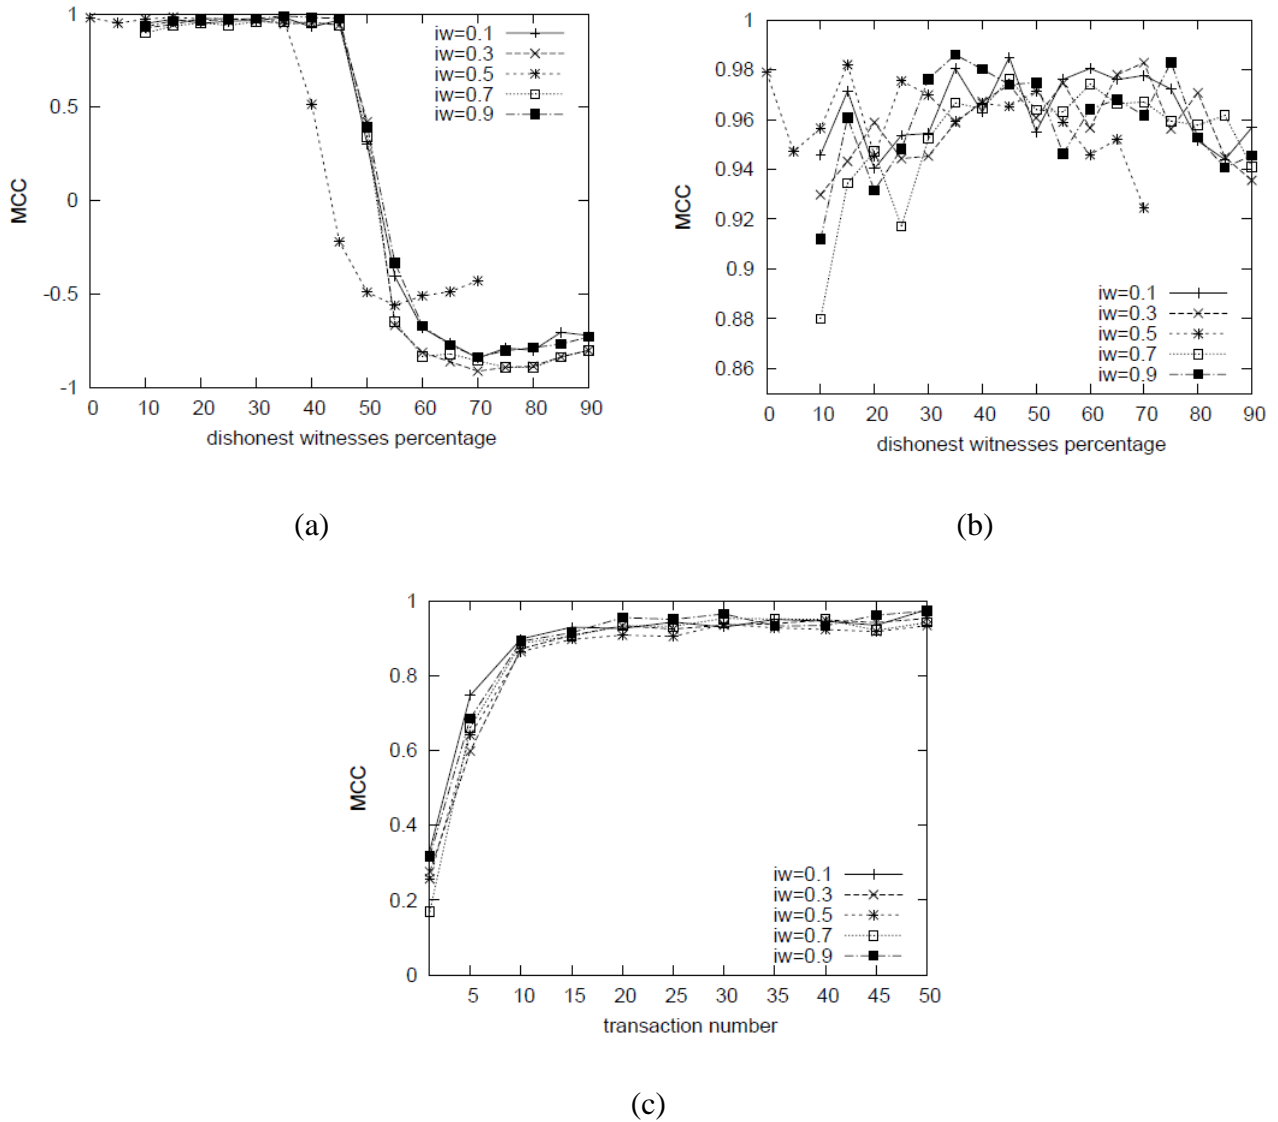 1
0.5
0
-0.5
-1
MCC
iw=0.1
iw=0.3
iw=0.5
iw=0.7
iw=0.9
0 10 20 30 40 50 60 70 80 90
dishonest witnesses percentage
(a)
1
0.98
0.96
0.94
0.92
0.9
0.88
0.86
MCC
iw=0.1
iw=0.3
iw=0.5
iw=0.7
iw=0.9
0 10 20 30 40 50 60 70 80 90
dishonest witnesses percentage
(b)
1
0.8
0.6
0.4
0.2
0
MCC
iw=0.1
iw=0.3
iw=0.5
iw=0.7
iw=0.9
5 10 15 20 25 30 35 40 45 50
transaction number
(c)